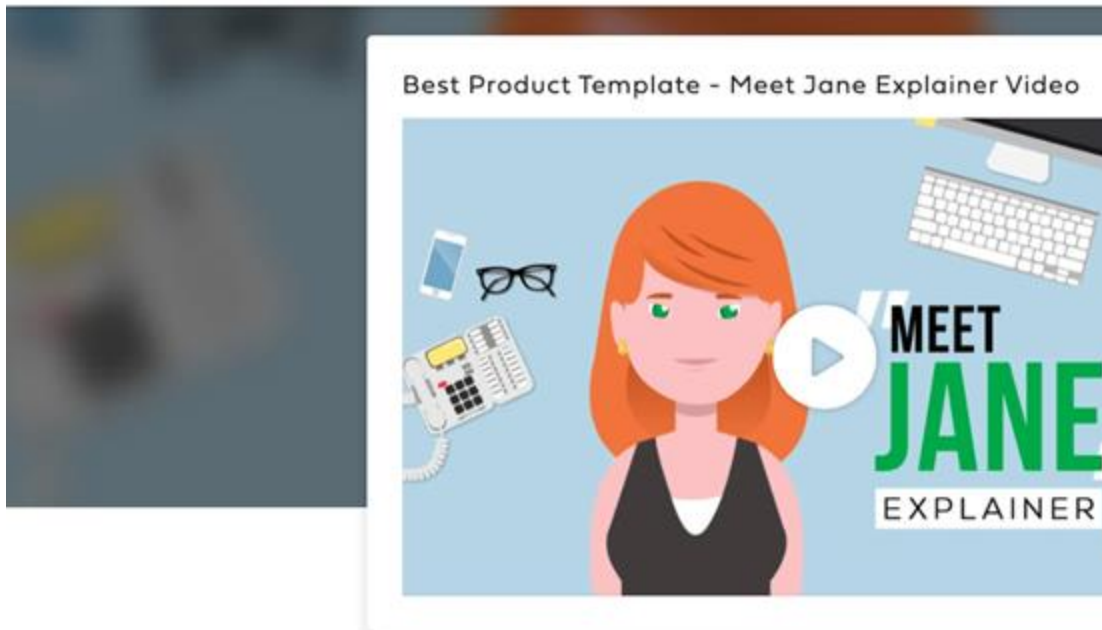 Best Product Template - Meet Jane Explainer Video
MEET
JANE
EXPLAINER